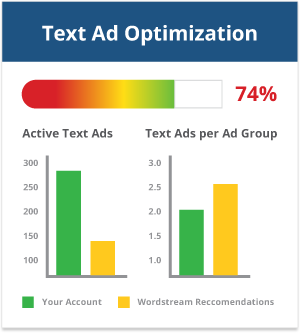 Text Ad Optimization
74%
Active Text Ads
Text Ads per Ad Group
300
250
200
150
100
3.0
2.5
2.0
1.5
1.0
Your Account
Wordstream Reccomendations